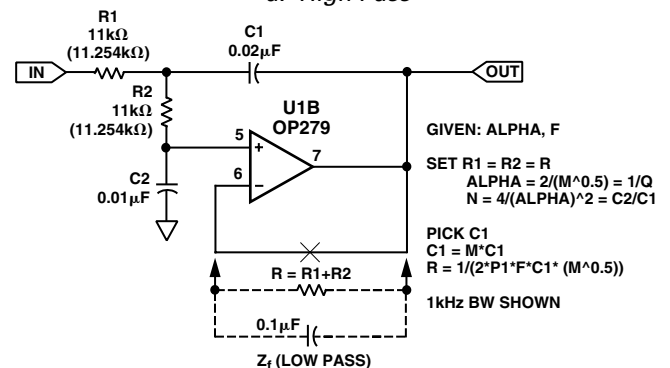 a. High Pass
R1
11kΩ
(11.254kΩ)
C1
0.02µF
IN
OUT
R2
11kΩ
(11.254kΩ)
U1B
OP279
5
+
6
–
7
C2
0.01µF
GIVEN: ALPHA, F
SET R1 = R2 = R
ALPHA = 2/(M^0.5) = 1/Q
N = 4/(ALPHA)^2 = C2/C1
PICK C1
C1 = M*C1
R = 1/(2*P1*F*C1* (M^0.5))
1kHz BW SHOWN
R = R1+R2
0.1µF
Zf (LOW PASS)